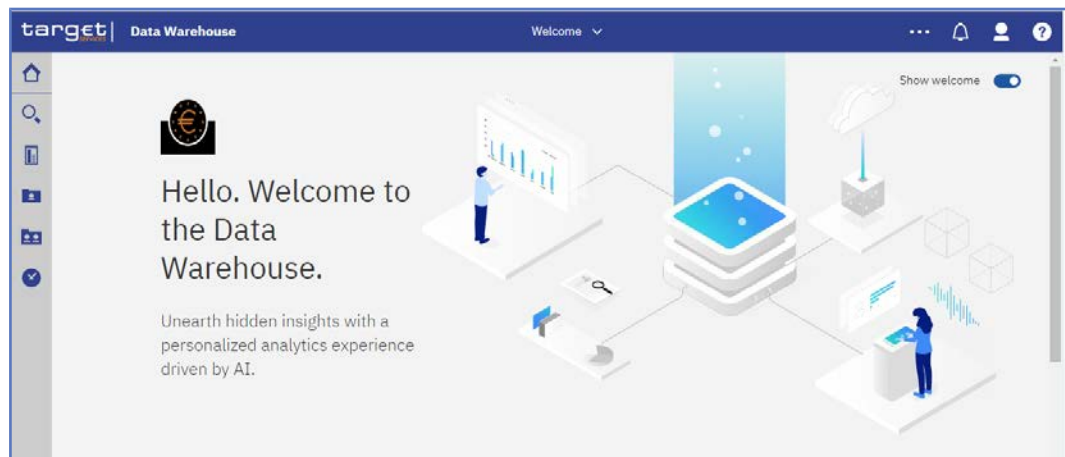 target| Data Warehouse
SERVICES
Welcome
Show welcome
Hello. Welcome to
the Data
Warehouse.
Unearth hidden insights with a
personalized analytics experience
driven by AI.